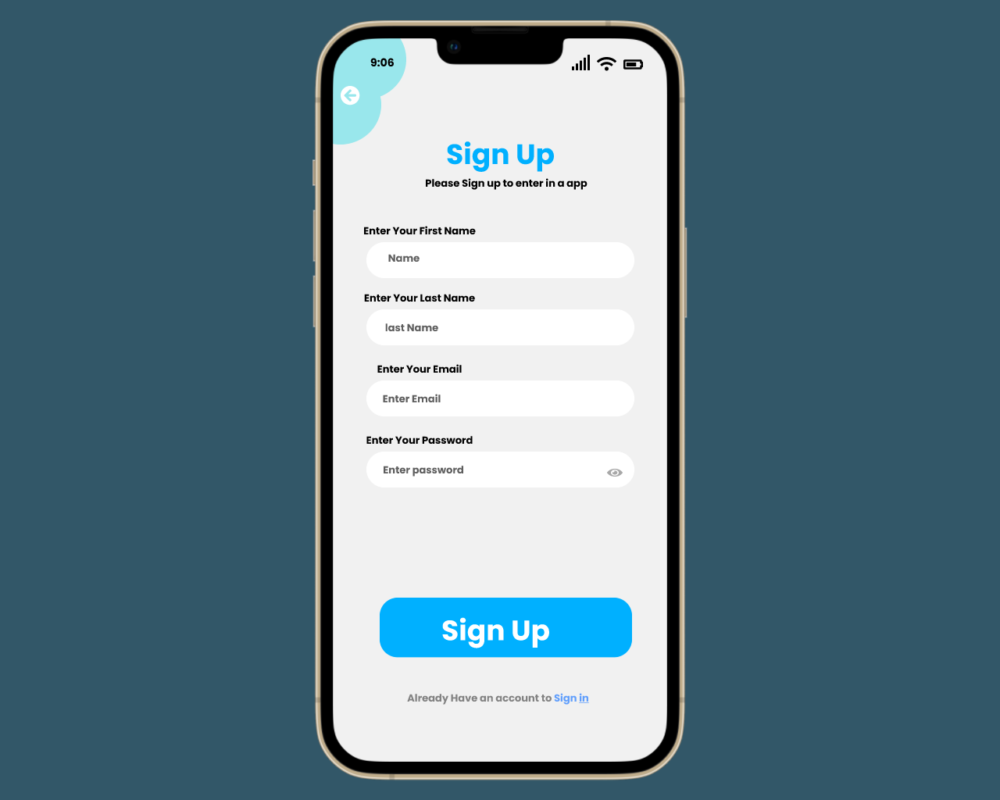 9:06
Sign Up
Please Sign up to enter in a app
Enter Your First Name
Name
Enter Your Last Name
last Name
Enter Your Email
Enter Email
Enter Your Password
Enter password
Sign Up
Already Have an account to Sign in